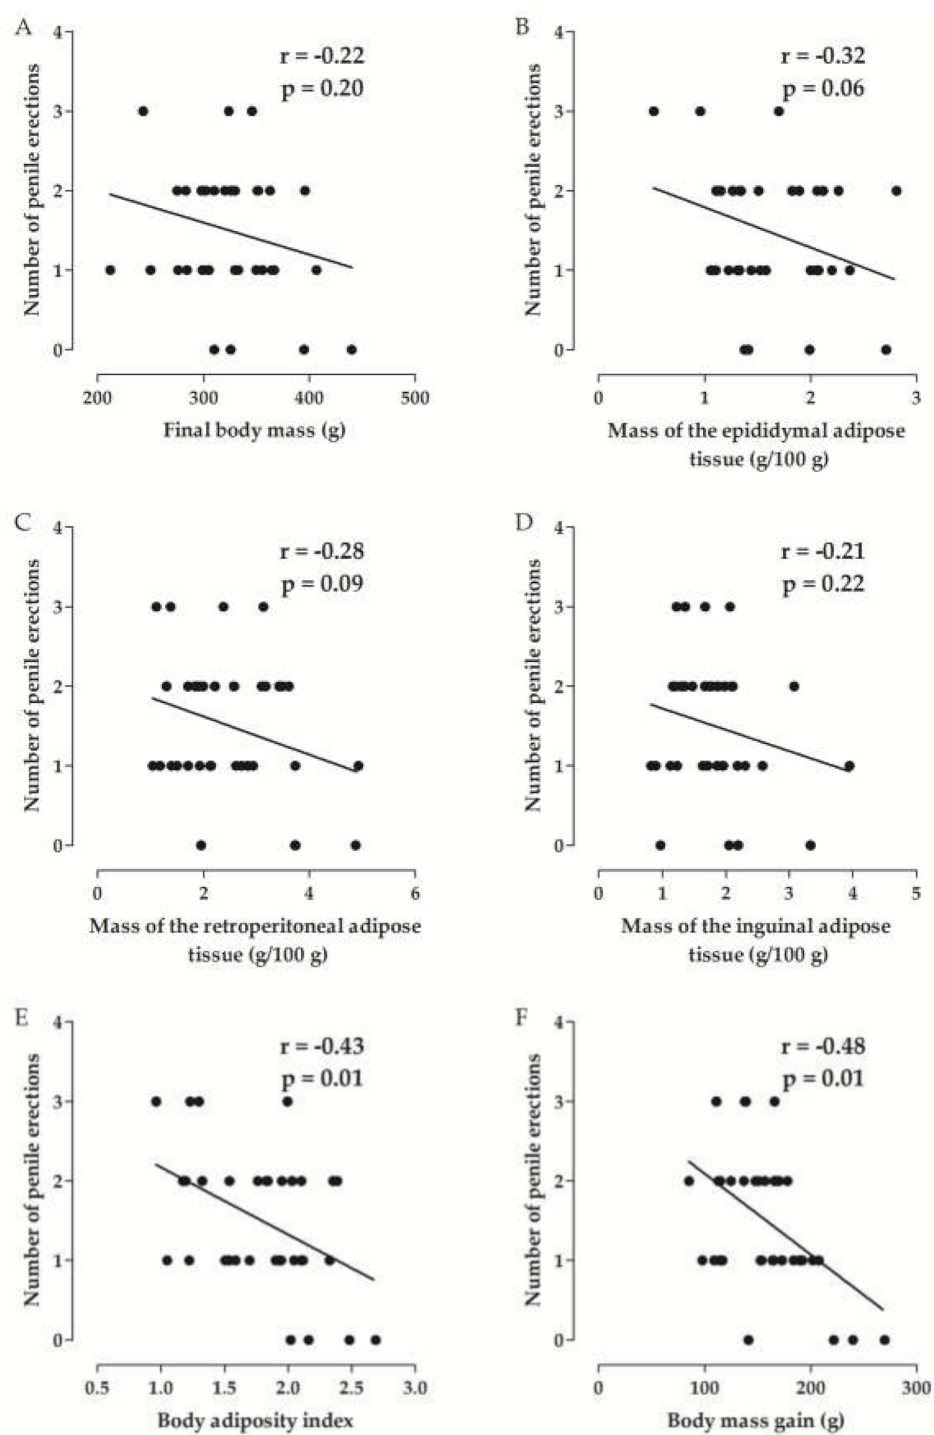 A
Number of penile erections
4
3
2
1
0
r = -0.22
p = 0.20
200 300 400 500
Final body mass (g)
B
Number of penile erections
4
3
2
1
0
r = -0.32
p = 0.06
0 1 2 3
Mass of the epididymal adipose
tissue (g/100 g)
C
Number of penile erections
4
3
2
1
0
r = -0.28
p = 0.09
0 2 4 6
Mass of the retroperitoneal adipose
tissue (g/100 g)
D
Number of penile erections
4
3
2
1
0
r = -0.21
p = 0.22
0 1 2 3 4 5
Mass of the inguinal adipose
tissue (g/100 g)
E
Number of penile erections
4
3
2
1
0
r = -0.43
p = 0.01
0.5 1.0 1.5 2.0 2.5 3.0
Body adiposity index
F
Number of penile erections
4
3
2
1
0
r = -0.48
p = 0.01
0 100 200 300
Body mass gain (g)